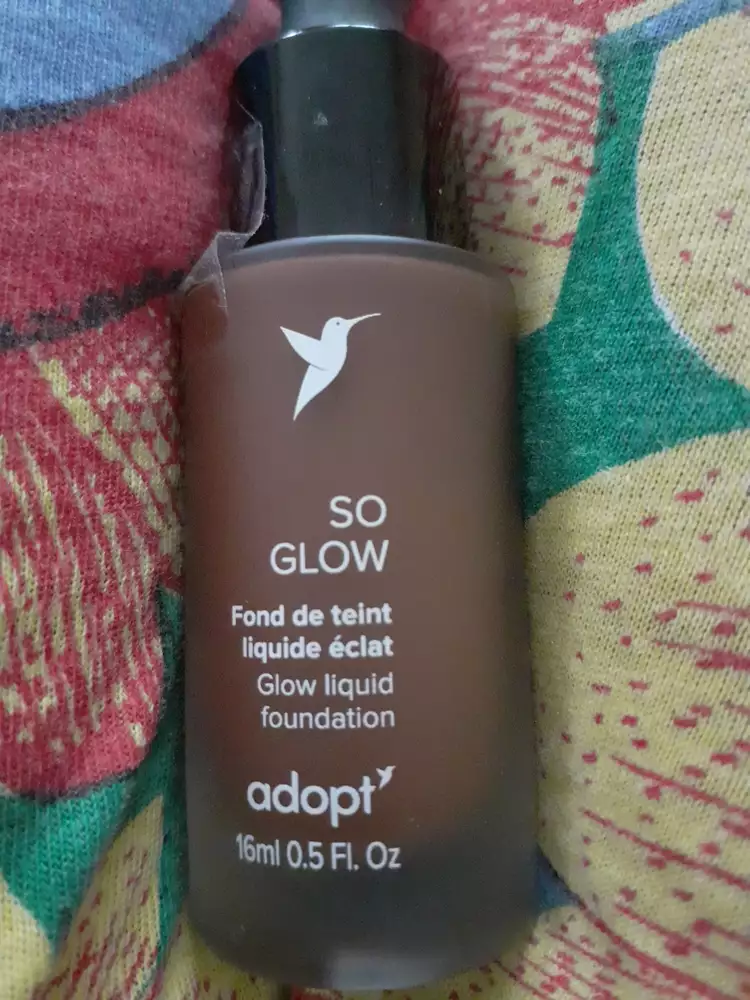 SO
GLOW
Fond de teint
liquide éclat
Glow liquid
foundation
adopt
16ml 0.5 Fl. Oz